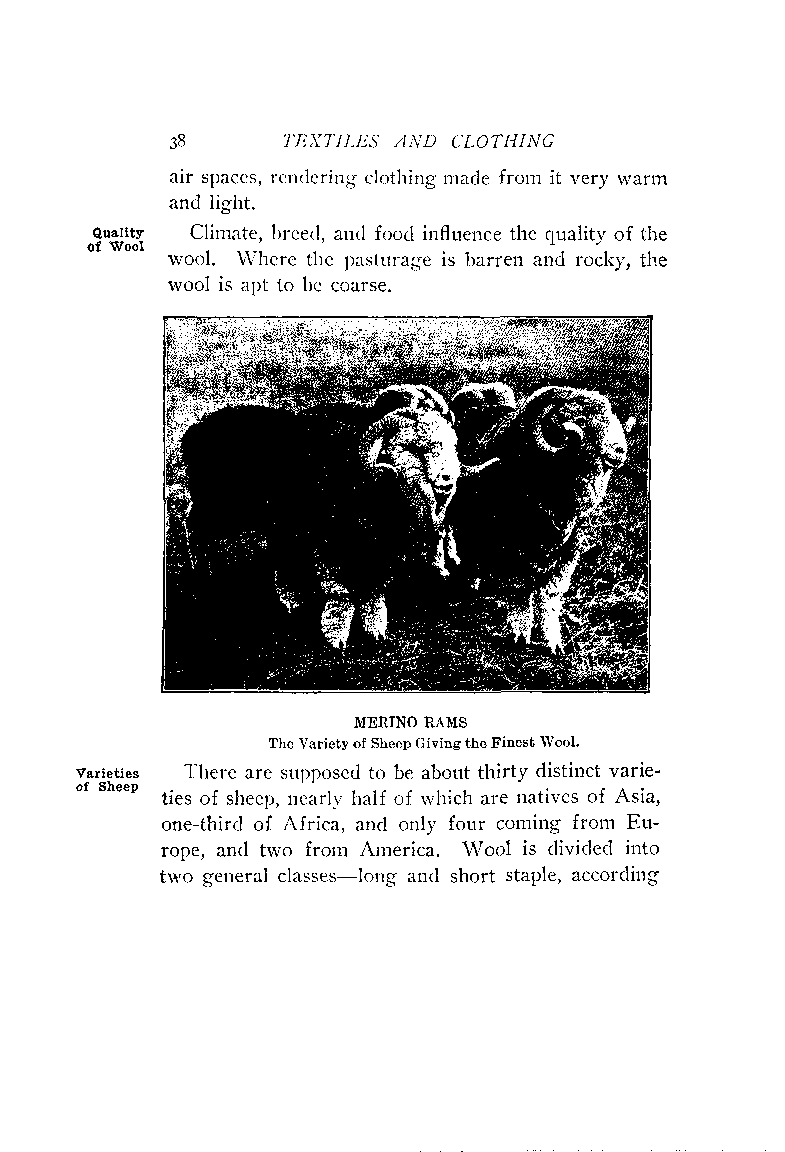 38 TEXTILES AND CLOTHING
air spaces, rendering clothing made from it very warm
and light.
Quality
of Wool
Climate, breed, and food influence the quality of the
wool. Where the pasturage is barren and rocky, the
wool is apt to be coarse.
MERINO RAMS
The Variety of Sheep Giving the Finest Wool.
Varieties
of Sheep
There are supposed to be about thirty distinct varie-
ties of sheep, nearly half of which are natives of Asia,
one-third of Africa, and only four coming from Eu-
rope, and two from America. Wool is divided into
two general classes—long and short staple, according